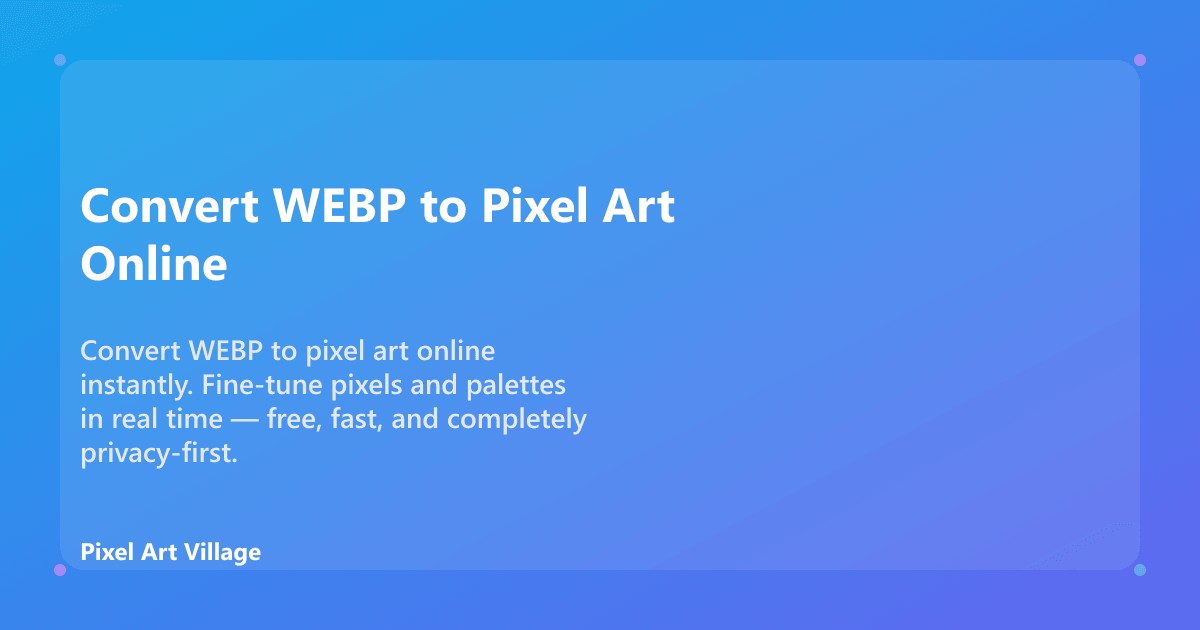 Convert WEBP to Pixel Art
Online
Convert WEBP to pixel art online
instantly. Fine-tune pixels and palettes
in real time — free, fast, and completely
privacy-first.
Pixel Art Village